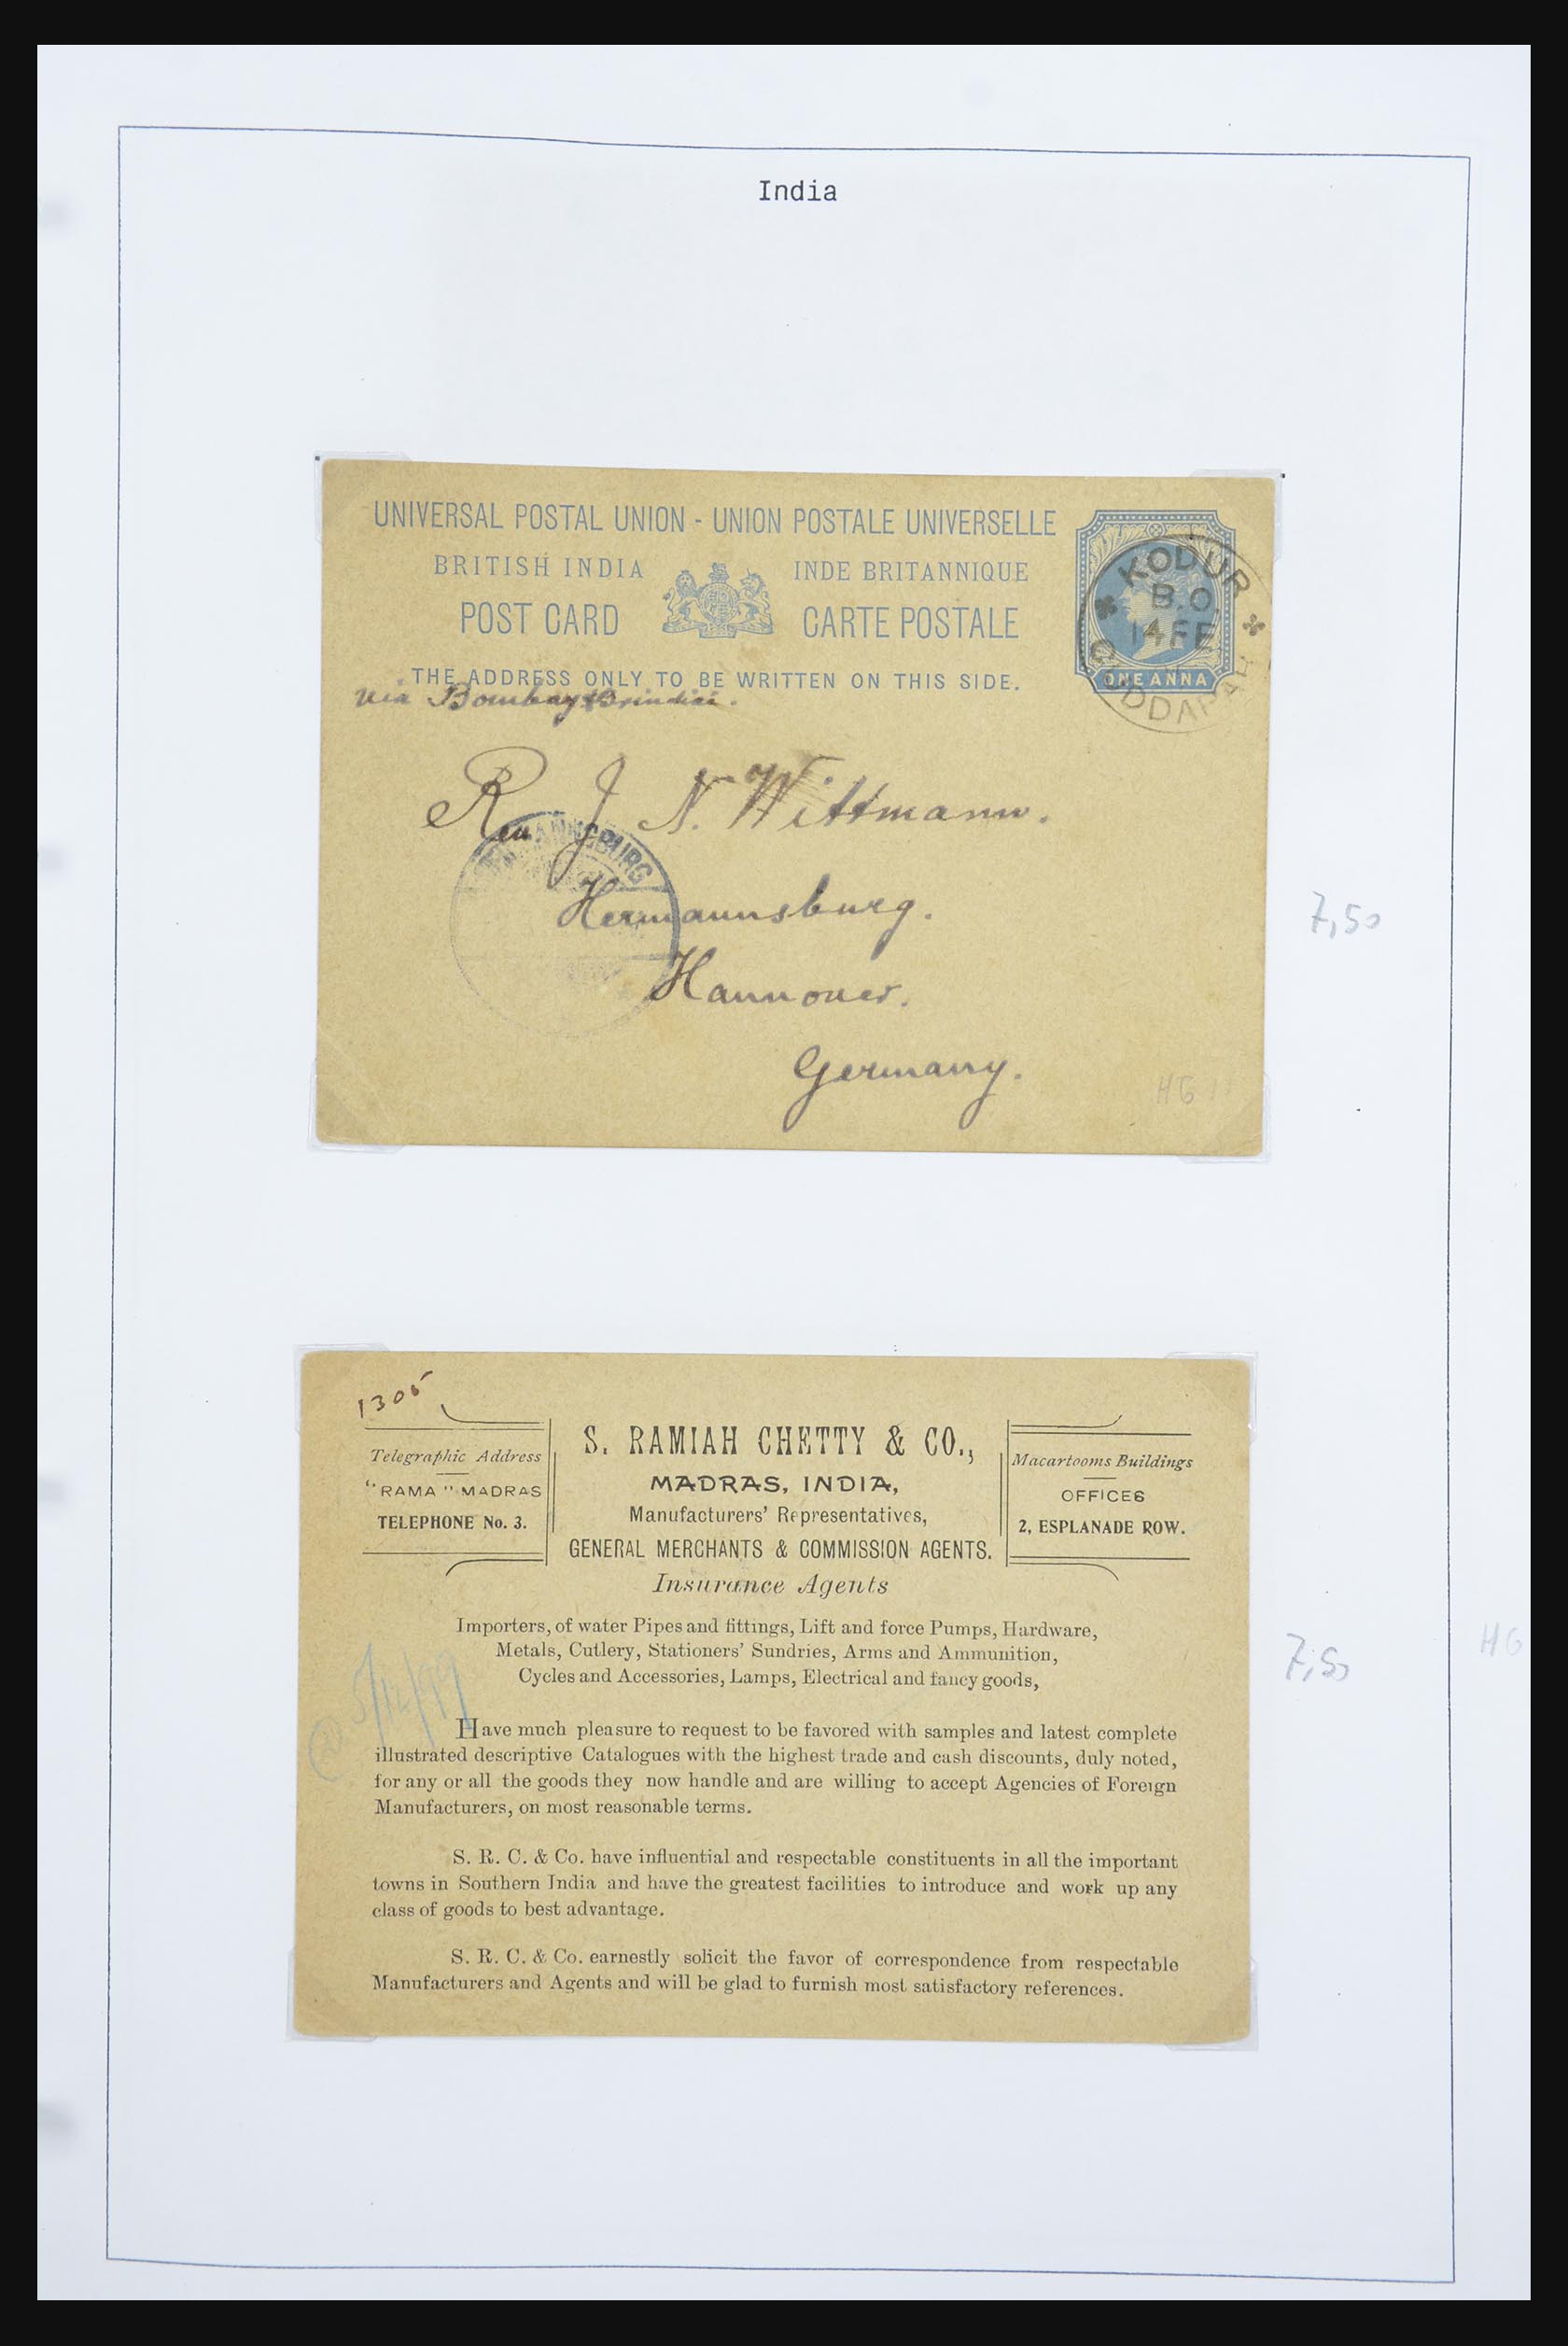 India
UNIVERSAL POSTAL UNION - UNION POSTALE UNIVERSELLE
BRITISH INDIA INDE BRITANNIQUE
POST CARD CARTE POSTALE
THE ADDRESS ONLY TO BE WRITTEN ON THIS SIDE.
ONE ANNA
KODUR
B.O.
14 FE
CUDDAPAH
via Bombay & Brindisi.
Rev J. N. Wittmann.
HERMANNSBURG
Hermannsburg.
Hannover.
Germany.
HG
7,50
1305
Telegraphic Address
"RAMA" MADRAS
TELEPHONE No. 3.
S. RAMIAH CHETTY & CO.,
MADRAS, INDIA,
Manufacturers' Representatives,
GENERAL MERCHANTS & COMMISSION AGENTS.
Insurance Agents
Macartooms Buildings
OFFICES
2, ESPLANADE ROW.
Importers, of water Pipes and fittings, Lift and force Pumps, Hardware,
Metals, Cutlery, Stationers' Sundries, Arms and Ammunition,
Cycles and Accessories, Lamps, Electrical and fancy goods,
5/12/99
Have much pleasure to request to be favored with samples and latest complete
illustrated descriptive Catalogues with the highest trade and cash discounts, duly noted,
for any or all the goods they now handle and are willing to accept Agencies of Foreign
Manufacturers, on most reasonable terms.
S. R. C. & Co. have influential and respectable constituents in all the important
towns in Southern India and have the greatest facilities to introduce and work up any
class of goods to best advantage.
S. R. C. & Co. earnestly solicit the favor of correspondence from respectable
Manufacturers and Agents and will be glad to furnish most satisfactory references.
7,50
HG